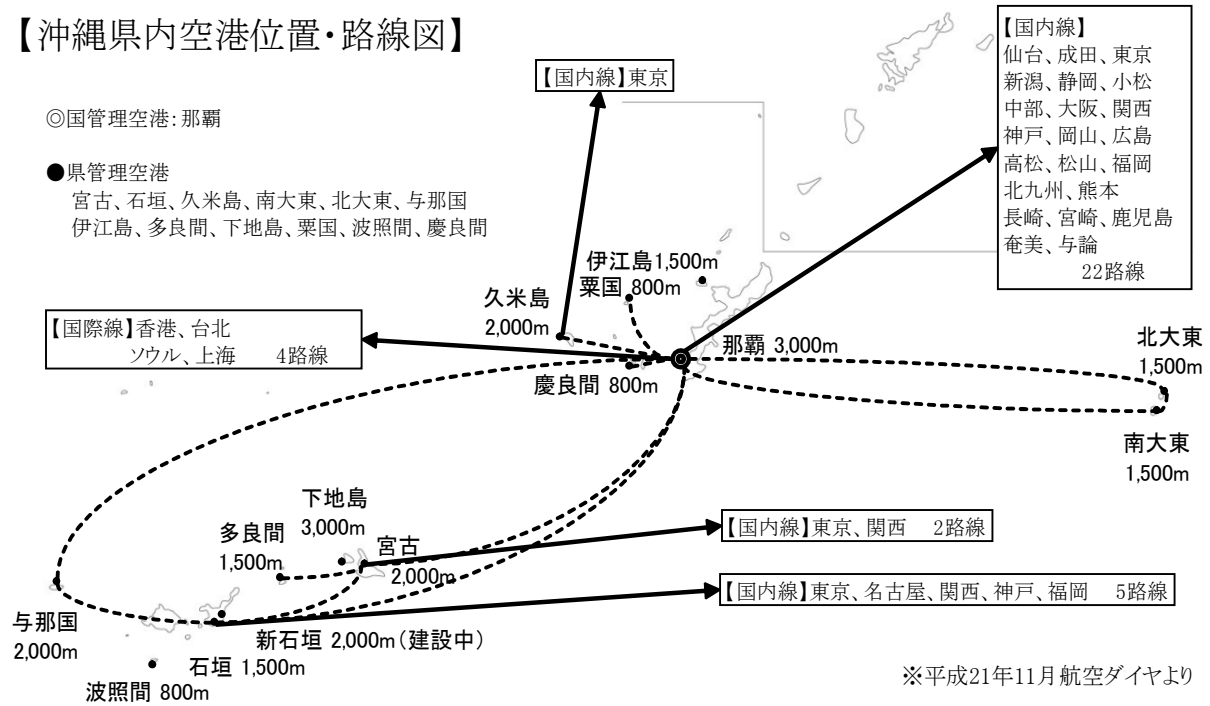 【沖縄県内空港位置・路線図】
◎国管理空港：那覇
●県管理空港
宮古、石垣、久米島、南大東、北大東、与那国
伊江島、多良間、下地島、粟国、波照間、慶良間
【国内線】東京
【国内線】
仙台、成田、東京
新潟、静岡、小松
中部、大阪、関西
神戸、岡山、広島
高松、松山、福岡
北九州、熊本
長崎、宮崎、鹿児島
奄美、与論
22路線
伊江島1,500m
粟国 800m
久米島
2,000m
【国際線】香港、台北
ソウル、上海 4路線
那覇 3,000m
慶良間 800m
北大東
1,500m
南大東
1,500m
下地島
3,000m
多良間
1,500m
宮古
2,000m
【国内線】東京、関西 2路線
【国内線】東京、名古屋、関西、神戸、福岡 5路線
与那国
2,000m
新石垣 2,000m（建設中）
石垣 1,500m
波照間 800m
※平成21年11月航空ダイヤより